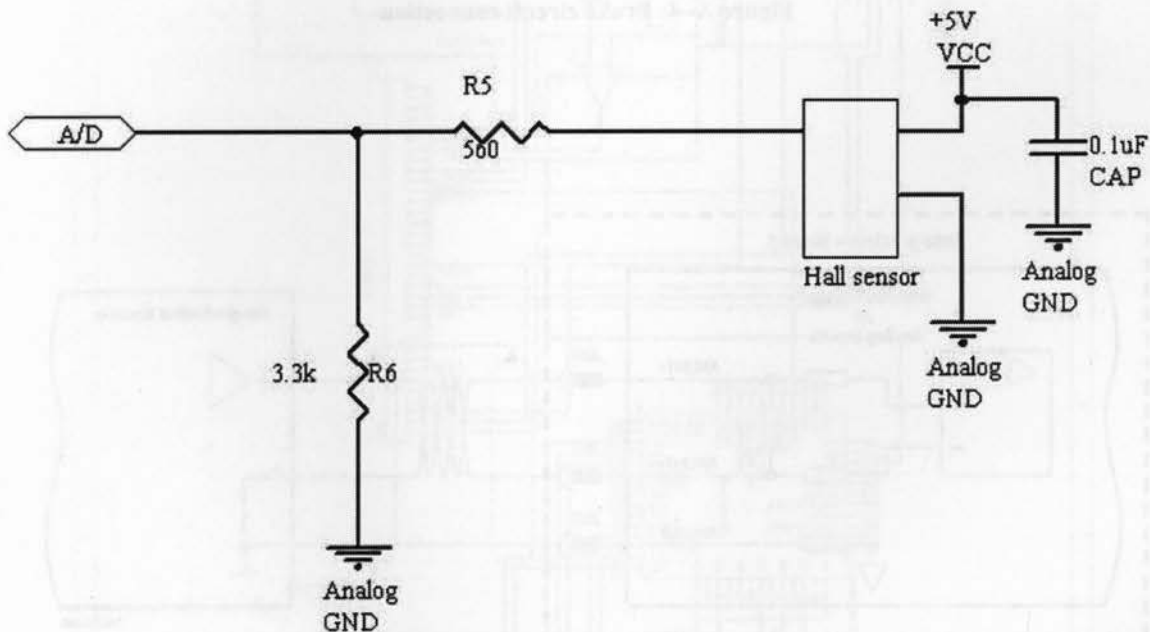 +5V
VCC
R5
A/D
560
0.1uF
CAP
Hall sensor
Analog
GND
Analog
GND
3.3k
R6
Analog
GND